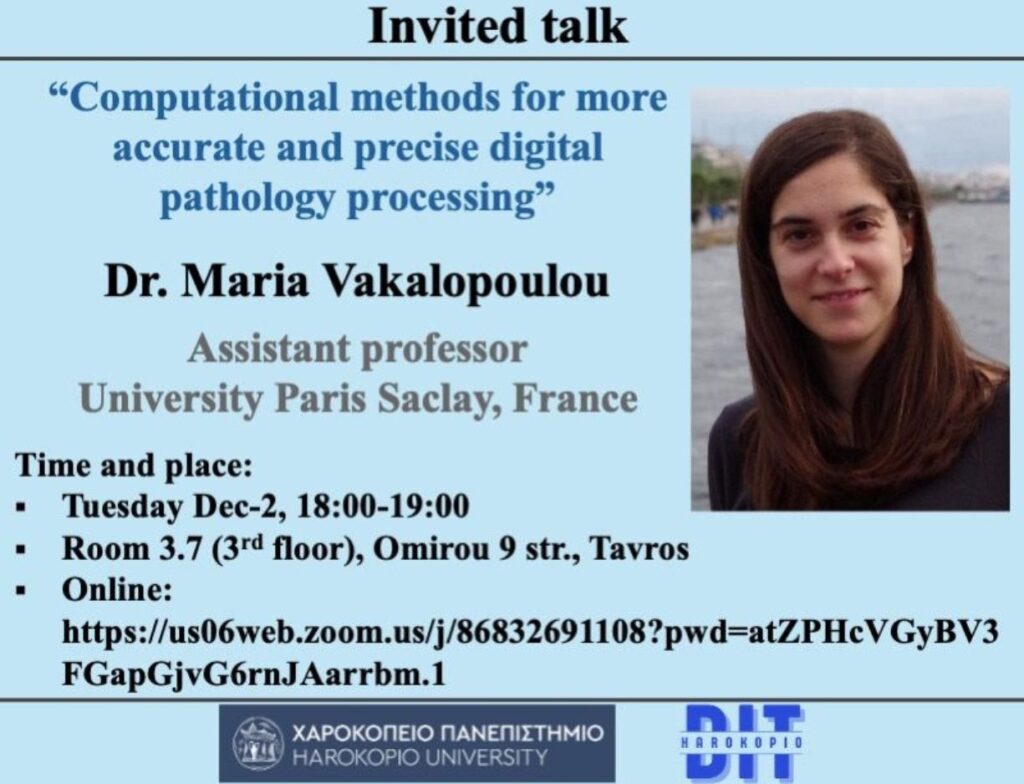 Invited talk
“Computational methods for more
accurate and precise digital
pathology processing”
Dr. Maria Vakalopoulou
Assistant professor
University Paris Saclay, France
Time and place:
▪ Tuesday Dec-2, 18:00-19:00
▪ Room 3.7 (3rd floor), Omirou 9 str., Tavros
▪ Online:
https://us06web.zoom.us/j/86832691108?pwd=atZPHcVGyBV3
FGapGjvG6rnJAarrbm.1
ΧΑΡΟΚΟΠΕΙΟ ΠΑΝΕΠΙΣΤΗΜΙΟ
HAROKOPIO UNIVERSITY
DIT
HAROKOPIO